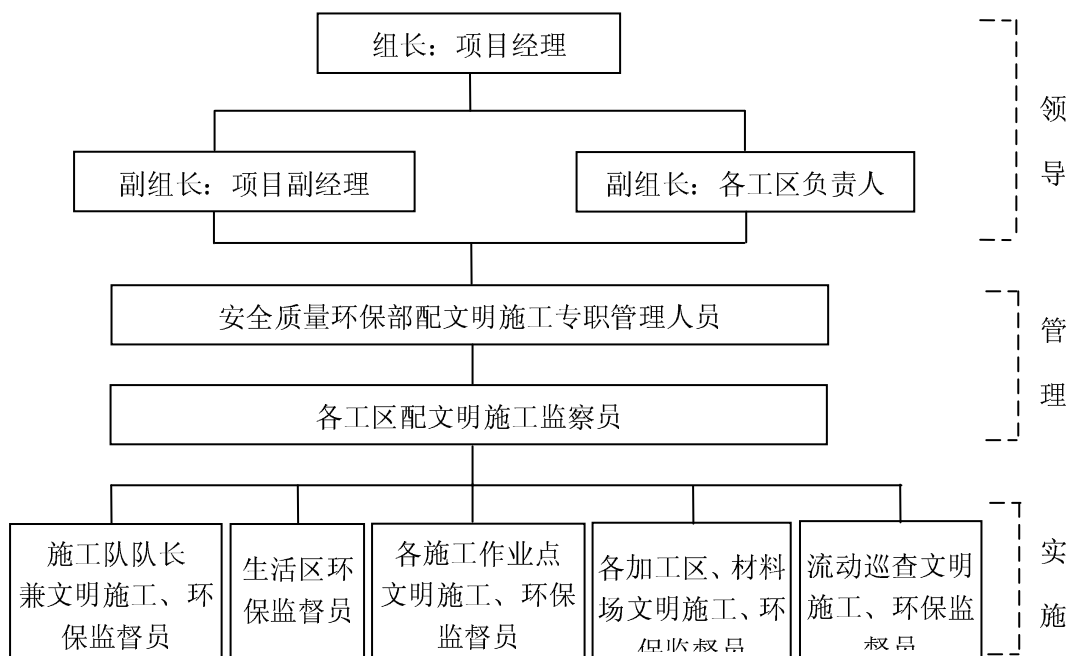 组长：项目经理
领
导
副组长：项目副经理
副组长：各工区负责人
安全质量环保部配文明施工专职管理人员
管
理
各工区配文明施工监察员
施工队队长
兼文明施工、环
保监督员
生活区环
保监督员
各施工作业点
文明施工、环保
监督员
各加工区、材料
场文明施工、环
保监督员
流动巡查文明
施工、环保监
督员
实
施